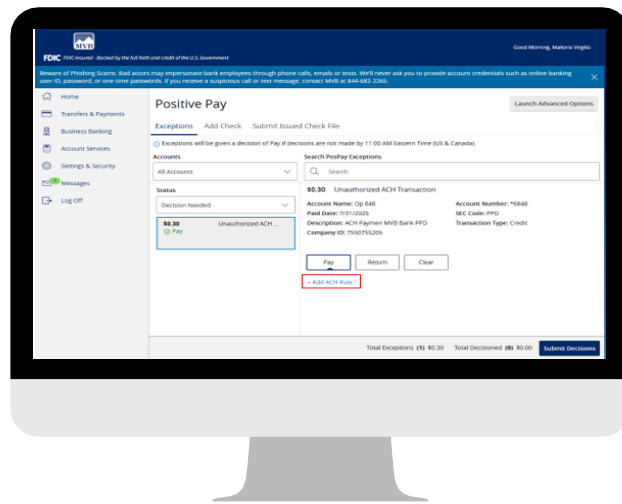 MVB
Good Morning, Mallorie Virgilio
FDIC FDIC-Insured - Backed by the full faith and credit of the U.S. Government
Beware of Phishing Scams. Bad actors may impersonate bank employees through phone calls, emails or texts. We'll never ask you to provide account credentials such as online banking
user ID, password, or one-time passwords. If you receive a suspicious call or text message, contact MVB at 844-682-2265.
Home
Transfers & Payments
Business Banking
Account Services
Settings & Security
Messages
Log Off
Positive Pay
Launch Advanced Options
Exceptions Add Check Submit Issued Check File
Exceptions will be given a decision of Pay if decisions are not made by 11:00 AM Eastern Time (US & Canada).
Accounts
All Accounts
Status
Decision Needed
$0.30 Unauthorized ACH ...
Pay
Search PosPay Exceptions
Search
$0.30 Unauthorized ACH Transaction
Account Name: Op 848 Account Number: *6848
Paid Date: 7/31/2025 SEC Code: PPD
Description: ACH Paymen MVB Bank PPD Transaction Type: Credit
Company ID: 7550755205
Pay Return Clear
+ Add ACH Rule
Total Exceptions (1) $0.30 Total Decisioned (0) $0.00 Submit Decisions